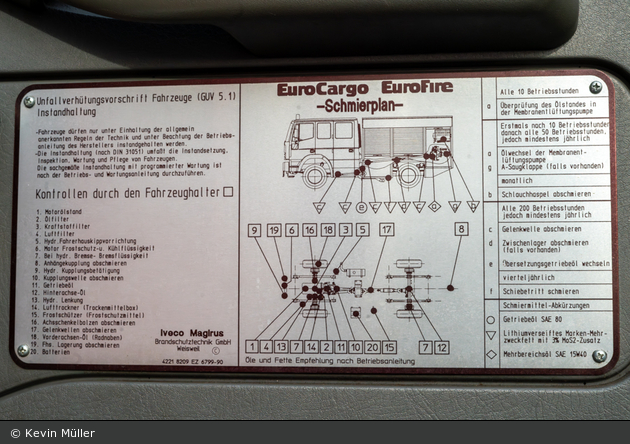 Unfallverhütungsvorschrift Fahrzeuge (GUV 5.1)
Instandhaltung
-Fahrzeuge dürfen nur unter Einhaltung der allgemein
anerkannten Regeln der Technik und unter Beachtung der Betriebs-
anleitung des Herstellers instandgehalten werden.
-Die Instandhaltung (nach DIN 31051) umfaßt die Instandsetzung,
Inspektion, Wartung und Pflege von Fahrzeugen.
Die sachgemäße Instandhaltung mit programmierter Wartung ist
nach der Betriebs- und Wartungsanleitung durchzuführen.
Kontrollen durch den Fahrzeughalter
1. Motorölstand
2. Ölfilter
3. Kraftstoffilter
4. Luftfilter
5. Hydr.Fahrerhauskippvorrichtung
6. Motor Frostschutz-u. Kühlflüssigkeit
7. Bei hydr. Bremse- Bremsflüssigkeit
8. Anhängekupplung abschmieren
9. Hydr. Kupplungsbetätigung
10. Kupplungswelle abschmieren
11. Getriebeöl
12. Hinterachse-Öl
13. Hydr. Lenkung
14. Lufttrockner (Trockenmittelbox)
15. Frostschützer (Frostschutzmittel)
16. Achsschenkelbolzen abschmieren
17. Gelenkwellen abschmieren
18. Vorderachsen-Öl (Radnaben)
19. Fhs. Lagerung abschmieren
20. Batterien
Iveco Magirus
Brandschutztechnik GmbH
Weisweil ©
4221 8209 EZ 6799-90
EuroCargo EuroFire
-Schmierplan-
9 19 6 16 18 3 5 17 8
1 4 13 7 14 2 11 10 20 15 7 12
Öle und Fette Empfehlung nach Betriebsanleitung
Alle 10 Betriebsstunden
a Überprüfung des Ölstandes in
der Membranentlüftungspumpe
Erstmals nach 10 Betriebsstunden
danach alle 50 Betriebsstunden,
jedoch mindestens jährlich
a Ölwechsel der Membranent-
lüftungspumpe
g A-Saugklappe (falls vorhanden)
monatlich
b Schlauchhaspel abschmieren
Alle 200 Betriebsstunden
jedoch mindestens jährlich
c Gelenkwelle abschmieren
d Zwischenlager abschmieren
(falls vorhanden)
e Übersetzungsgetriebeöl wechseln
vierteljährlich
f Schiebetritt schmieren
Schmiermittel-Abkürzungen
Getriebeöl SAE 80
Lithiumverseiftes Marken-Mehr-
zweckfett mit 3% MoS2-Zusatz
Mehrbereichsöl SAE 15W40
© Kevin Müller